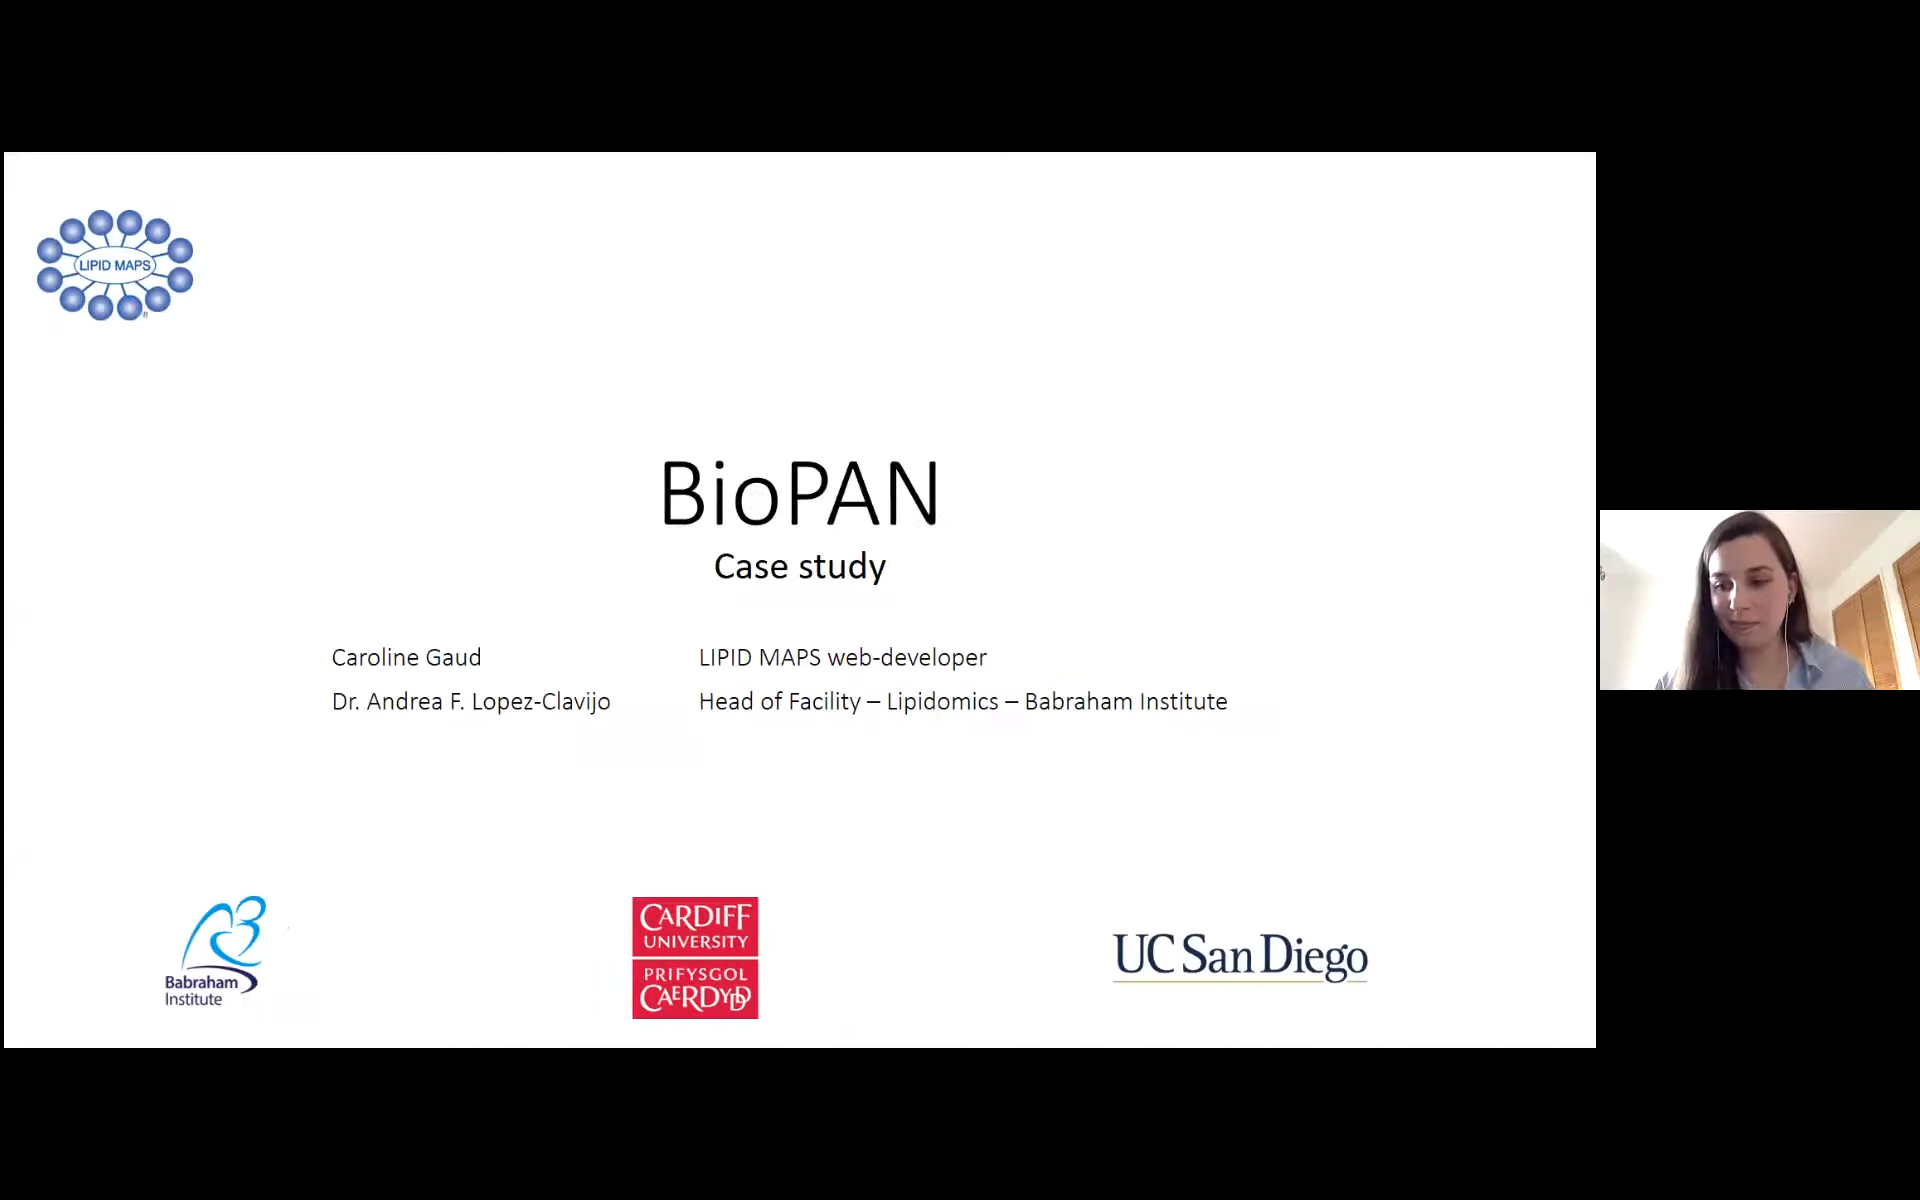 LIPID MAPS
®
BioPAN
Case study
Caroline Gaud LIPID MAPS web-developer
Dr. Andrea F. Lopez-Clavijo Head of Facility – Lipidomics – Babraham Institute
Babraham
Institute
CARDIFF
UNIVERSITY
PRIFYSGOL
CAERDYDD
UC San Diego